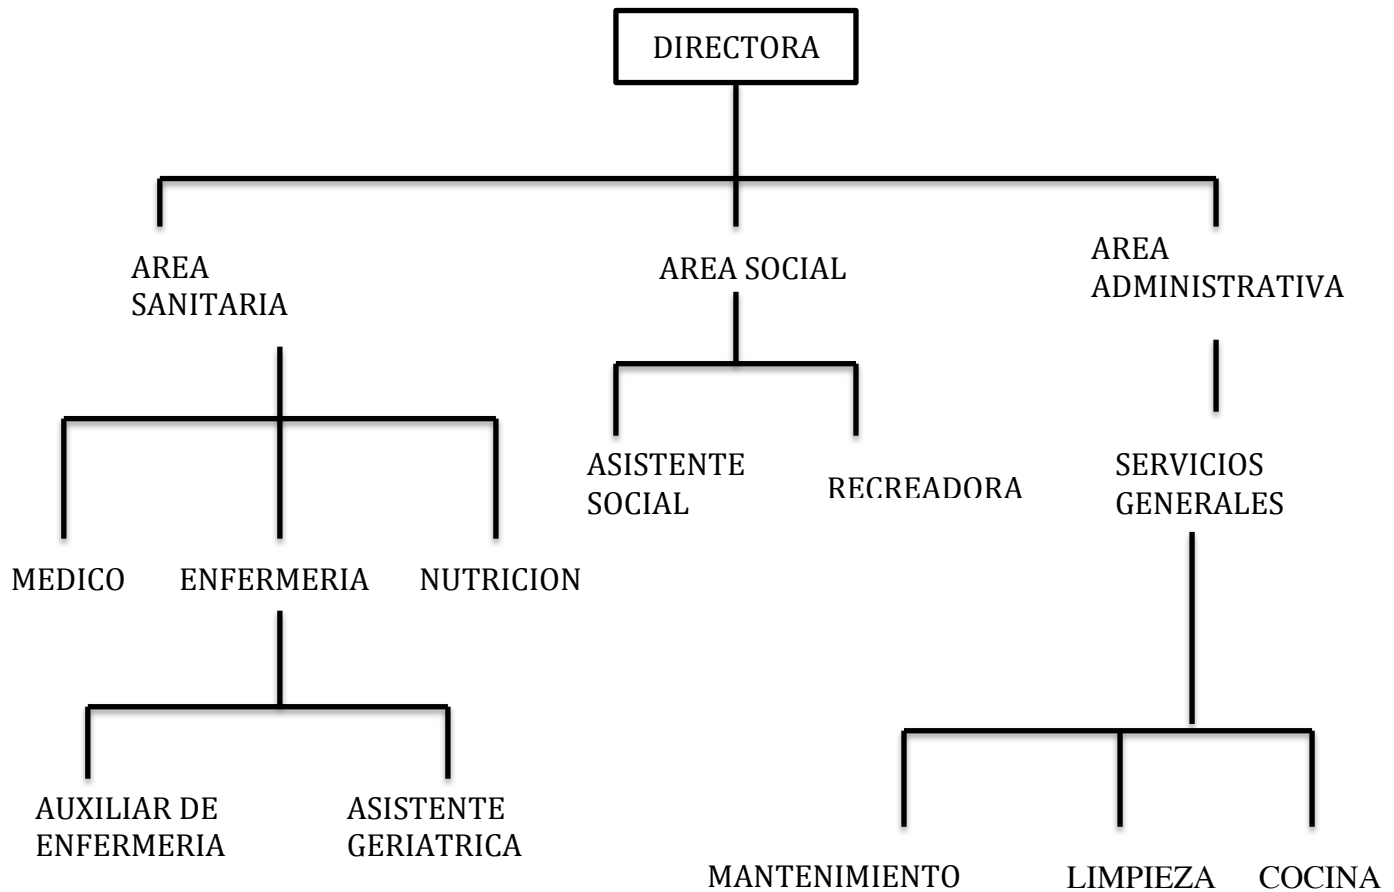 DIRECTORA
AREA
SANITARIA
AREA SOCIAL
AREA
ADMINISTRATIVA
ASISTENTE
SOCIAL
RECREADORA
SERVICIOS
GENERALES
MEDICO
ENFERMERIA
NUTRICION
AUXILIAR DE
ENFERMERIA
ASISTENTE
GERIATRICA
MANTENIMIENTO
LIMPIEZA
COCINA